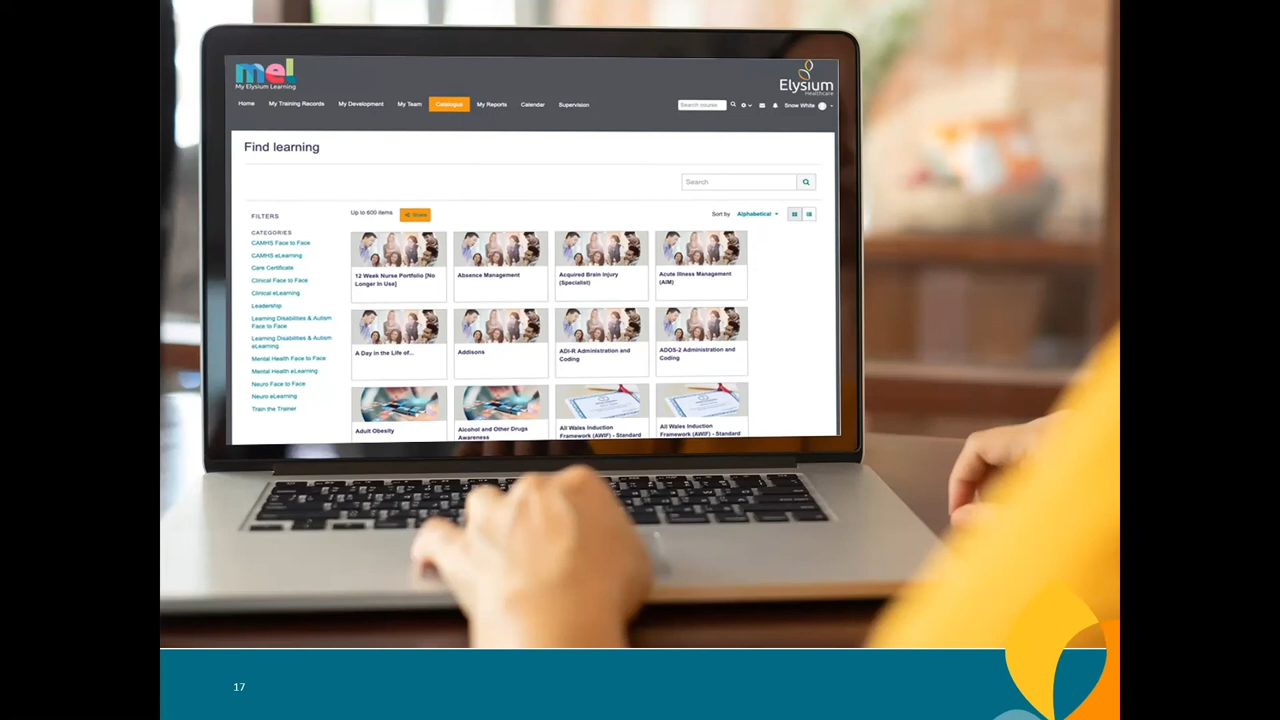 mel
My Elysium Learning
Elysium
Healthcare
Home My Training Records My Development My Team Catalogue My Reports Calendar Supervision Search course Snow White
Find learning
Search
FILTERS
Up to 600 items Share Sort by Alphabetical
CATEGORIES
CAMHS Face to Face
CAMHS eLearning
Care Certificate
Clinical Face to Face
Clinical eLearning
Leadership
Learning Disabilities & Autism
Face to Face
Learning Disabilities & Autism
eLearning
Mental Health Face to Face
Mental Health eLearning
Neuro Face to Face
Neuro eLearning
Train the Trainer
12 Week Nurse Portfolio [No
Longer In Use]
Absence Management
Acquired Brain Injury
(Specialist)
Acute Illness Management
(AIM)
A Day in the Life of...
Addisons
ADI-R Administration and
Coding
ADOS-2 Administration and
Coding
Adult Obesity
Alcohol and Other Drugs
Awareness
All Wales Induction
Framework (AWIF) - Standard
All Wales Induction
Framework (AWIF) - Standard
17